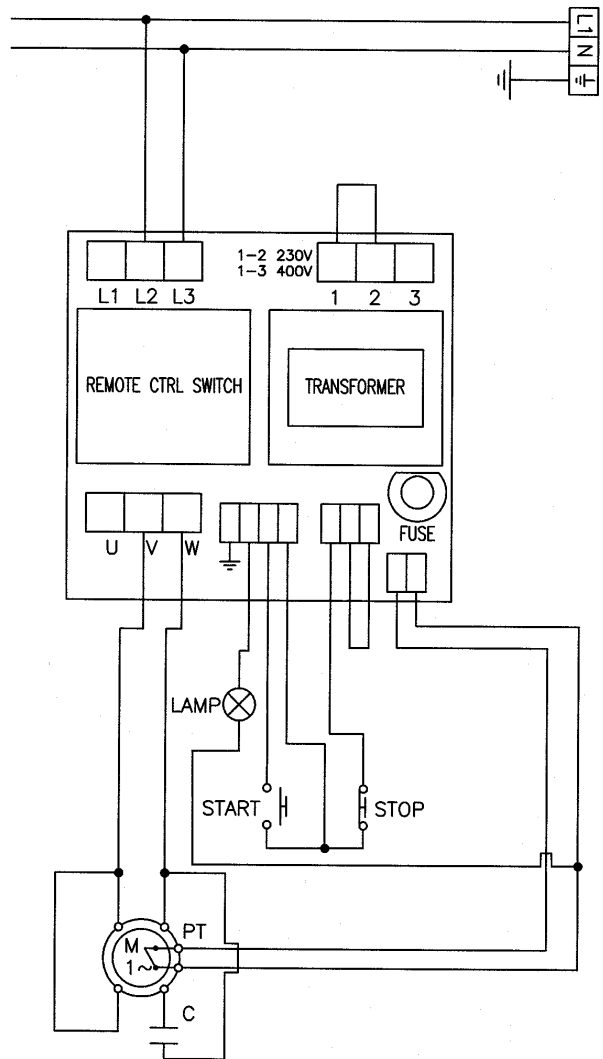 L1
N
1-2 230V
1-3 400V
L1 L2 L3
1 2 3
REMOTE CTRL SWITCH
TRANSFORMER
FUSE
U V W
LAMP
START
STOP
PT
M
1~
C